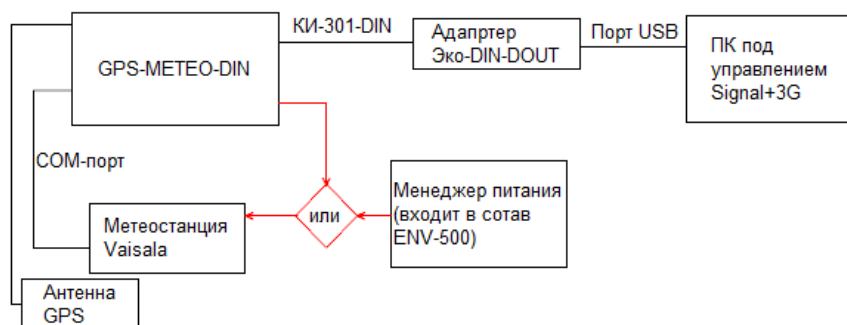 GPS-METEO-DIN
КИ-301-DIN
Адапртер
Эко-DIN-DOUT
Порт USB
ПК под
управлением
Signal+3G
COM-порт
Метеостанция
Vaisala
или
Менеджер питания
(входит в сотав
ENV-500)
Антенна
GPS